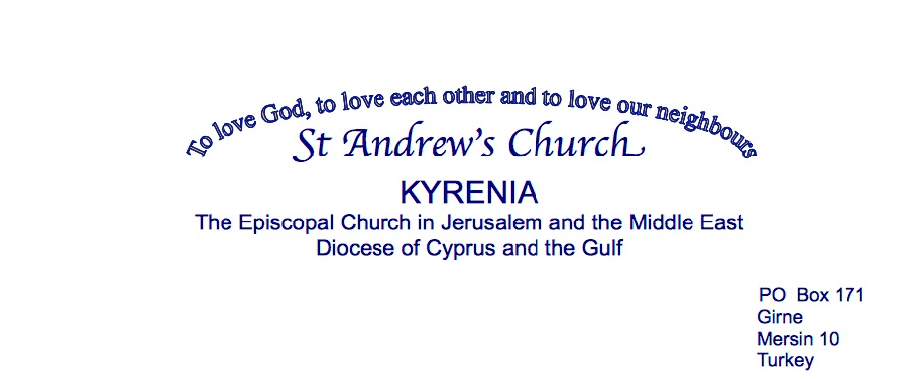 To love God, to love each other and to love our neighbours
St Andrew's Church
KYRENIA
The Episcopal Church in Jerusalem and the Middle East
Diocese of Cyprus and the Gulf
PO Box 171
Girne
Mersin 10
Turkey